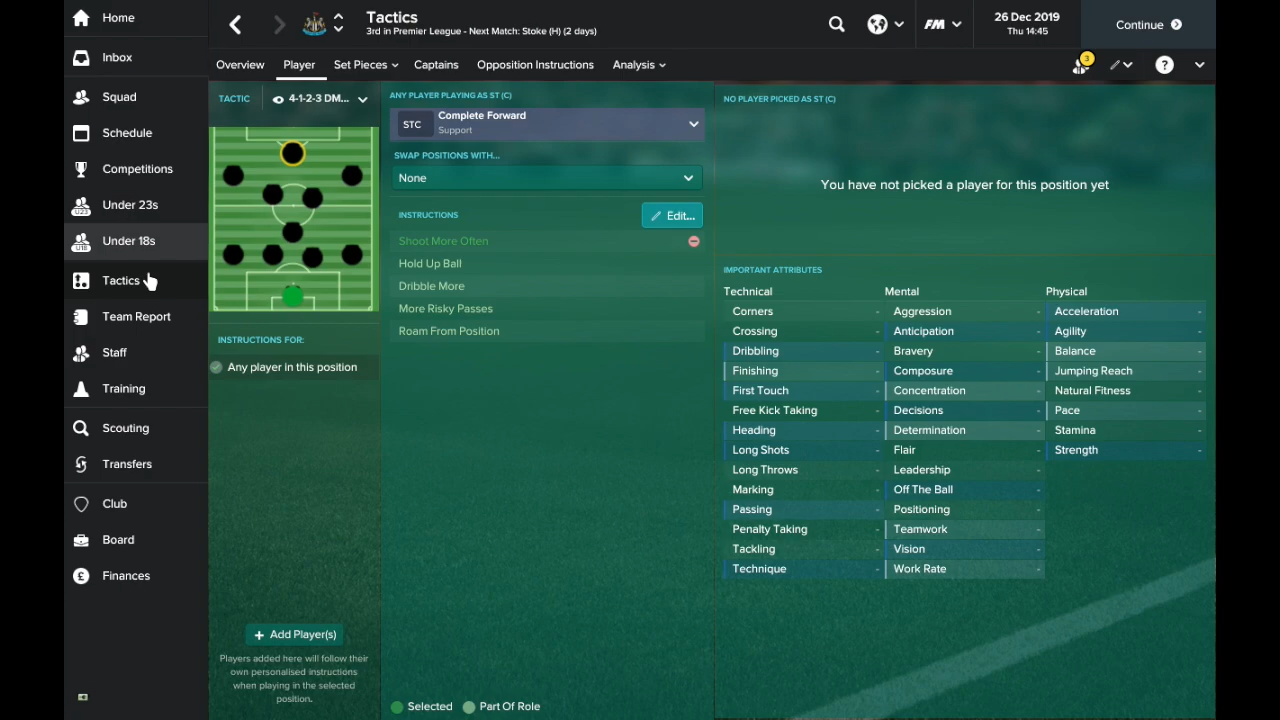 Home
Inbox
Squad
Schedule
Competitions
U23
Under 23s
U18
Under 18s
Tactics
Team Report
Staff
Training
Scouting
Transfers
Club
Board
£ Finances
Tactics
3rd in Premier League - Next Match: Stoke (H) (2 days)
FM
26 Dec 2019
Thu 14:45
Continue
Overview
Player
Set Pieces
Captains
Opposition Instructions
Analysis
3
?
TACTIC
4-1-2-3 DM...
INSTRUCTIONS FOR:
Any player in this position
+ Add Player(s)
Players added here will follow their
own personalised instructions
when playing in the selected
position.
ANY PLAYER PLAYING AS ST (C)
STC
Complete Forward
Support
SWAP POSITIONS WITH...
None
INSTRUCTIONS
Edit...
Shoot More Often
Hold Up Ball
Dribble More
More Risky Passes
Roam From Position
Selected
Part Of Role
NO PLAYER PICKED AS ST (C)
You have not picked a player for this position yet
IMPORTANT ATTRIBUTES
Technical
Corners -
Crossing -
Dribbling -
Finishing -
First Touch -
Free Kick Taking -
Heading -
Long Shots -
Long Throws -
Marking -
Passing -
Penalty Taking -
Tackling -
Technique -
Mental
Aggression -
Anticipation -
Bravery -
Composure -
Concentration -
Decisions -
Determination -
Flair -
Leadership -
Off The Ball -
Positioning -
Teamwork -
Vision -
Work Rate -
Physical
Acceleration -
Agility -
Balance -
Jumping Reach -
Natural Fitness -
Pace -
Stamina -
Strength -